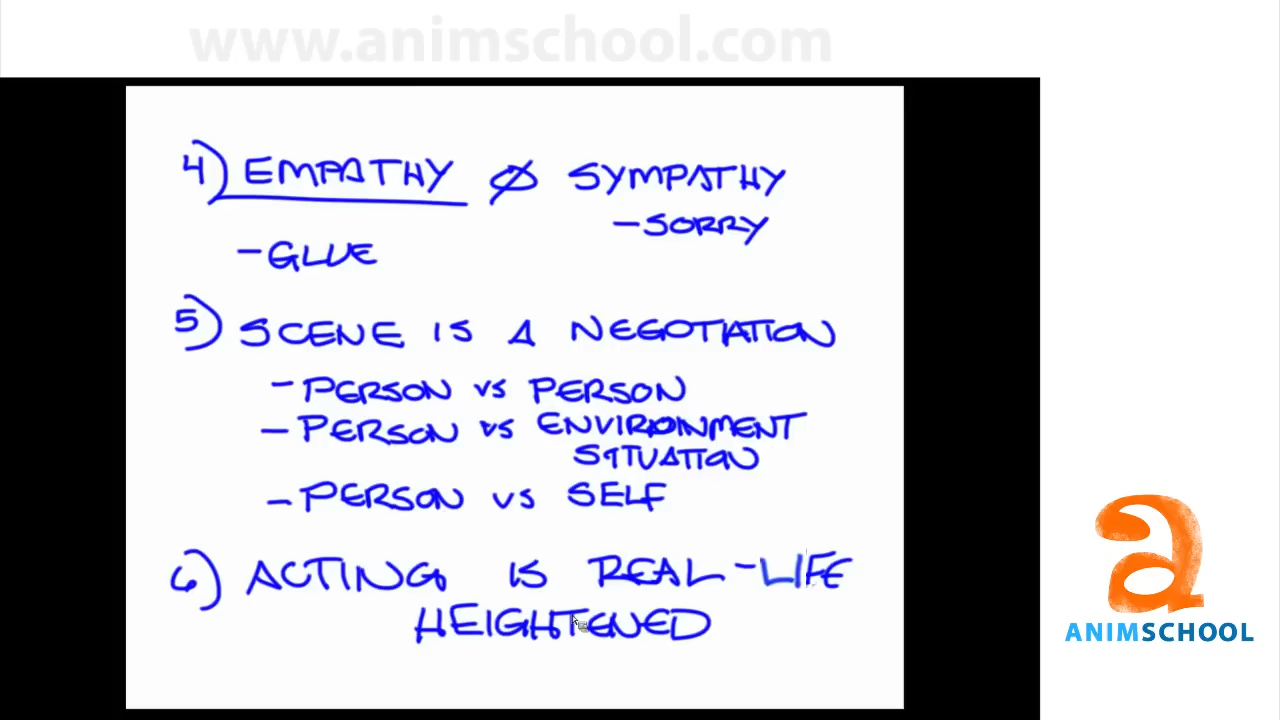 www.animschool.com
4) EMPATHY Ø SYMPATHY
- SORRY
- GLUE
5) SCENE IS A NEGOTIATION
- PERSON VS PERSON
- PERSON VS ENVIRONMENT
SITUATION
- PERSON VS SELF
6) ACTING IS REAL-LIFE
HEIGHTENED
a
ANIMSCHOOL